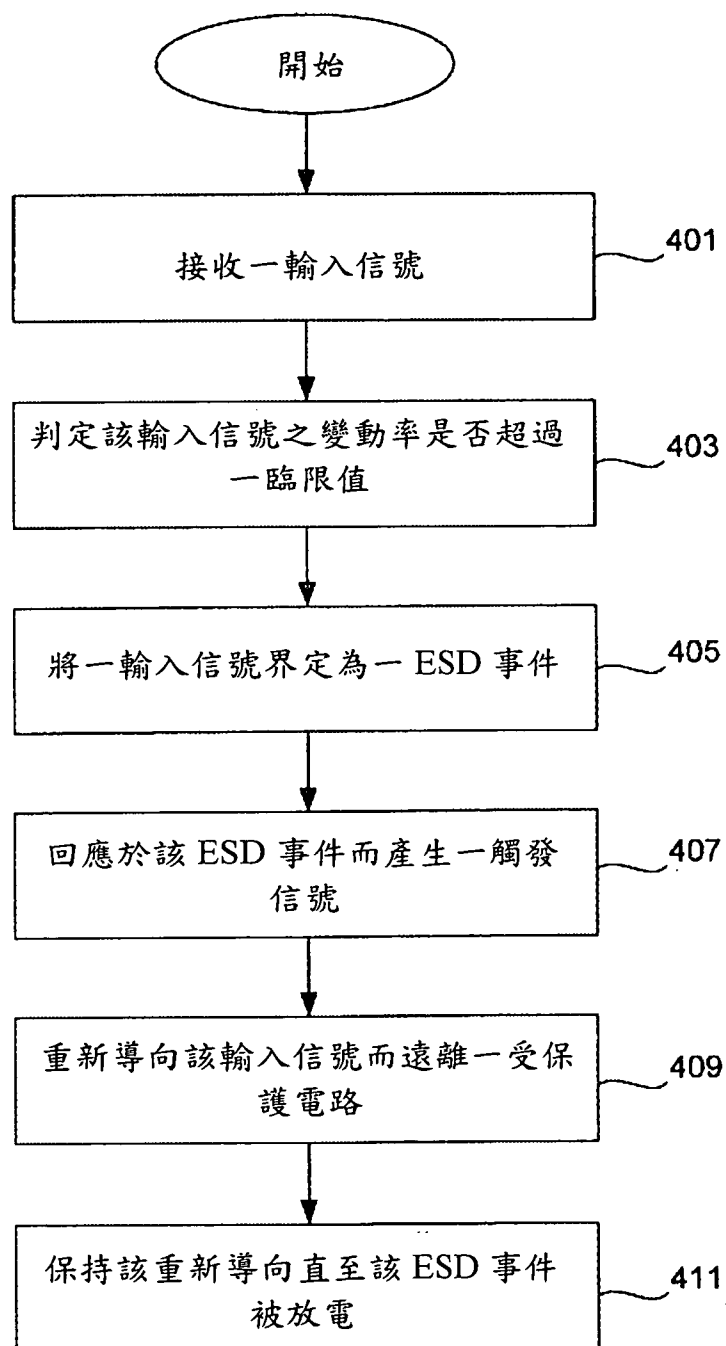 開始
接收一輸入信號
401
判定該輸入信號之變動率是否超過
一臨限值
403
將一輸入信號界定為一 ESD 事件
405
回應於該 ESD 事件而產生一觸發
信號
407
重新導向該輸入信號而遠離一受保
護電路
409
保持該重新導向直至該 ESD 事件
被放電
411